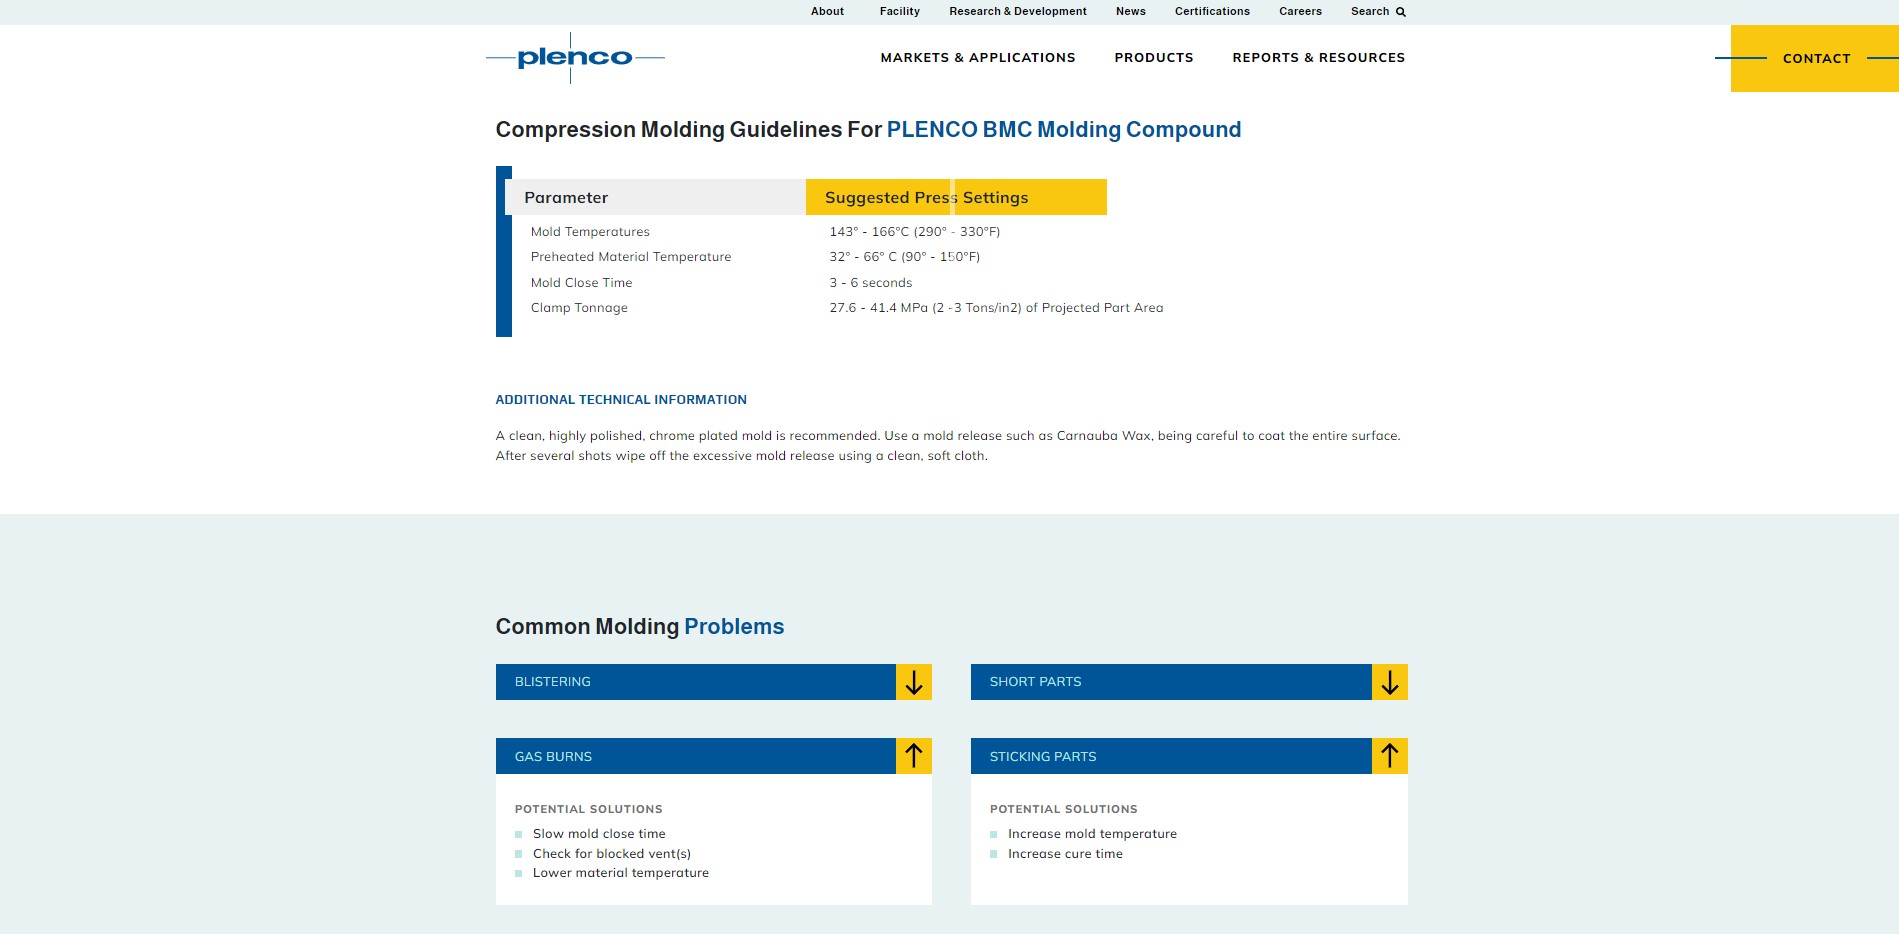 About Facility Research & Development News Certifications Careers Search
plenco
MARKETS & APPLICATIONS PRODUCTS REPORTS & RESOURCES
CONTACT
Compression Molding Guidelines For PLENCO BMC Molding Compound
Parameter Suggested Press Settings
Mold Temperatures 143° - 166°C (290° - 330°F)
Preheated Material Temperature 32° - 66° C (90° - 150°F)
Mold Close Time 3 - 6 seconds
Clamp Tonnage 27.6 - 41.4 MPa (2 -3 Tons/in2) of Projected Part Area
ADDITIONAL TECHNICAL INFORMATION
A clean, highly polished, chrome plated mold is recommended. Use a mold release such as Carnauba Wax, being careful to coat the entire surface.
After several shots wipe off the excessive mold release using a clean, soft cloth.
Common Molding Problems
BLISTERING
SHORT PARTS
GAS BURNS
POTENTIAL SOLUTIONS
Slow mold close time
Check for blocked vent(s)
Lower material temperature
STICKING PARTS
POTENTIAL SOLUTIONS
Increase mold temperature
Increase cure time